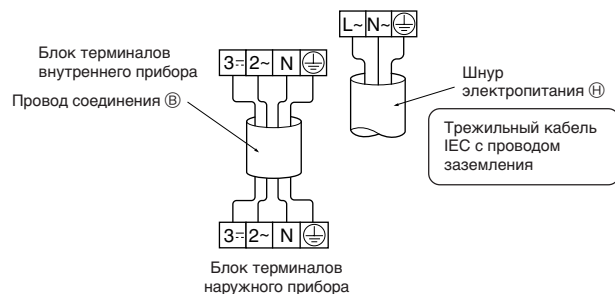 Блок терминалов
внутреннего прибора
3⎓ 2~ N ⏚
Провод соединения Ⓑ
3⎓ 2~ N ⏚
Блок терминалов
наружного прибора
L~ N~ ⏚
Шнур
электропитания Ⓗ
Трежильный кабель
IEC с проводом
заземления